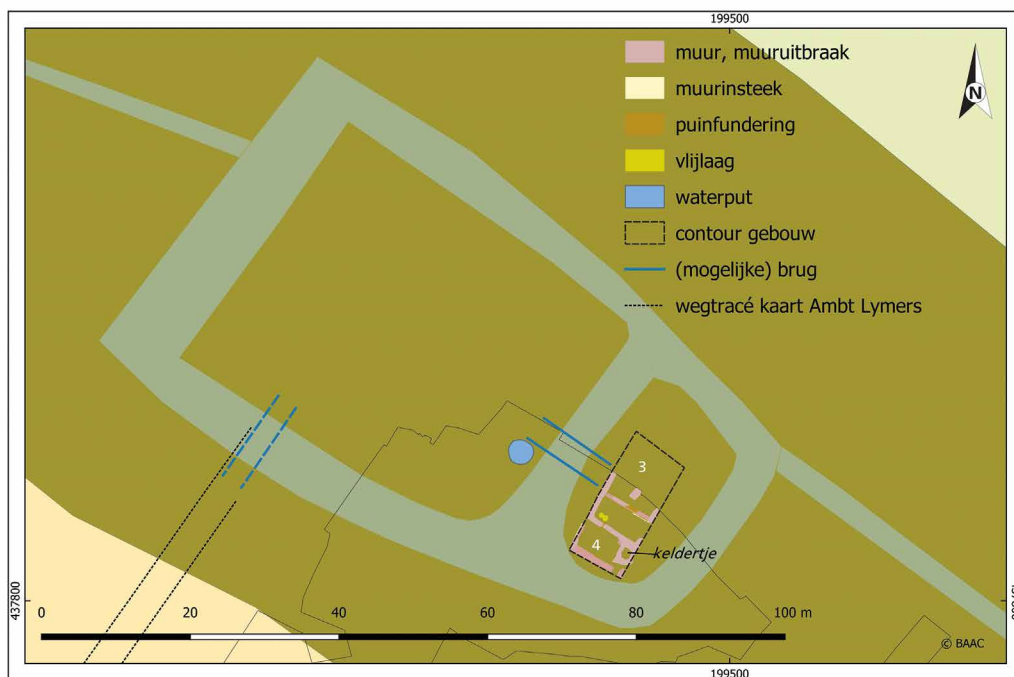 199500
muur, muuruitbraak
muurinsteek
puinfundering
vlijlaag
waterput
contour gebouw
(mogelijke) brug
wegtracé kaart Ambt Lymers
N
3
4
keldertje
437800
0 20 40 60 80 100 m
© BAAC
199500